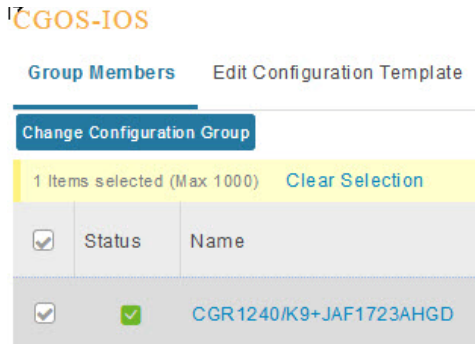 CGOS-IOS
Group Members Edit Configuration Template
Change Configuration Group
1 Items selected (Max 1000) Clear Selection
Status Name
CGR1240/K9+JAF1723AHGD